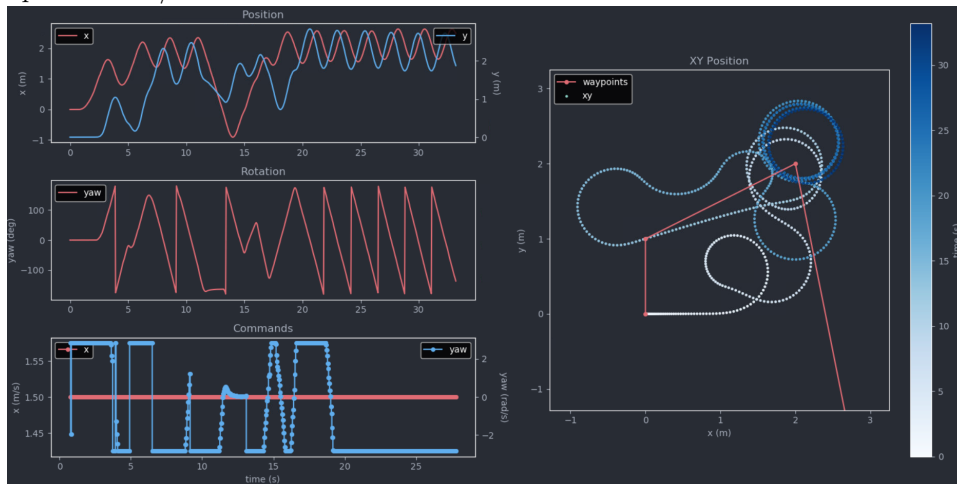 Position
x
y
x (m)
2
1
0
−1
y (m)
2
1
0
0 5 10 15 20 25 30
Rotation
yaw
yaw (deg)
100
0
−100
0 5 10 15 20 25 30
Commands
x
yaw
x (m/s)
1.55
1.50
1.45
yaw (rad/s)
2
0
−2
0 5 10 15 20 25
time (s)
XY Position
waypoints
xy
y (m)
3
2
1
0
−1
−1 0 1 2 3
x (m)
30
25
20
15
10
5
0